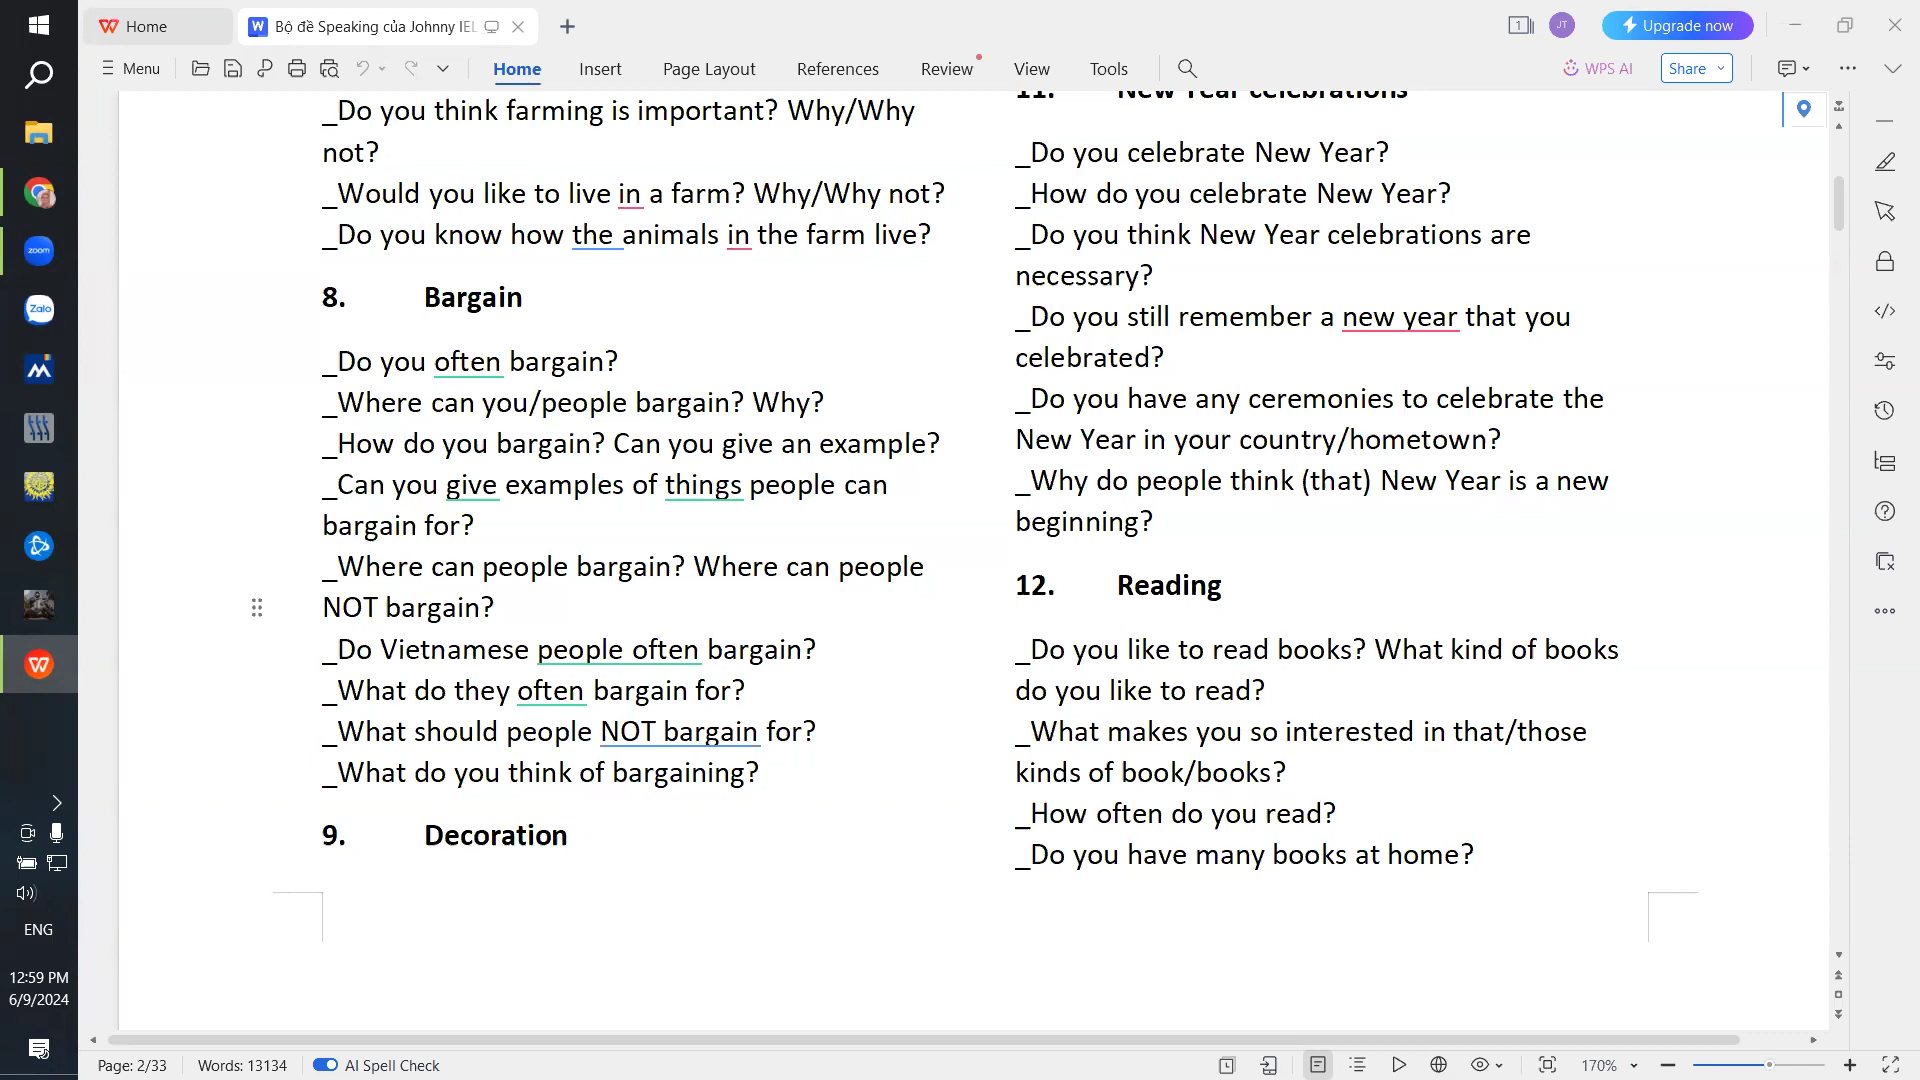 Home
Bộ đề Speaking của Johnny IEL
JT
Upgrade now
Menu
Home
Insert
Page Layout
References
Review
View
Tools
WPS AI
Share
_Do you think farming is important? Why/Why
not?
_Would you like to live in a farm? Why/Why not?
_Do you know how the animals in the farm live?
8. Bargain
_Do you often bargain?
_Where can you/people bargain? Why?
_How do you bargain? Can you give an example?
_Can you give examples of things people can
bargain for?
_Where can people bargain? Where can people
NOT bargain?
_Do Vietnamese people often bargain?
_What do they often bargain for?
_What should people NOT bargain for?
_What do you think of bargaining?
9. Decoration
11. New Year celebrations
_Do you celebrate New Year?
_How do you celebrate New Year?
_Do you think New Year celebrations are
necessary?
_Do you still remember a new year that you
celebrated?
_Do you have any ceremonies to celebrate the
New Year in your country/hometown?
_Why do people think (that) New Year is a new
beginning?
12. Reading
_Do you like to read books? What kind of books
do you like to read?
_What makes you so interested in that/those
kinds of book/books?
_How often do you read?
_Do you have many books at home?
zoom
Zalo
ENG
12:59 PM
6/9/2024
Page: 2/33
Words: 13134
AI Spell Check
170%